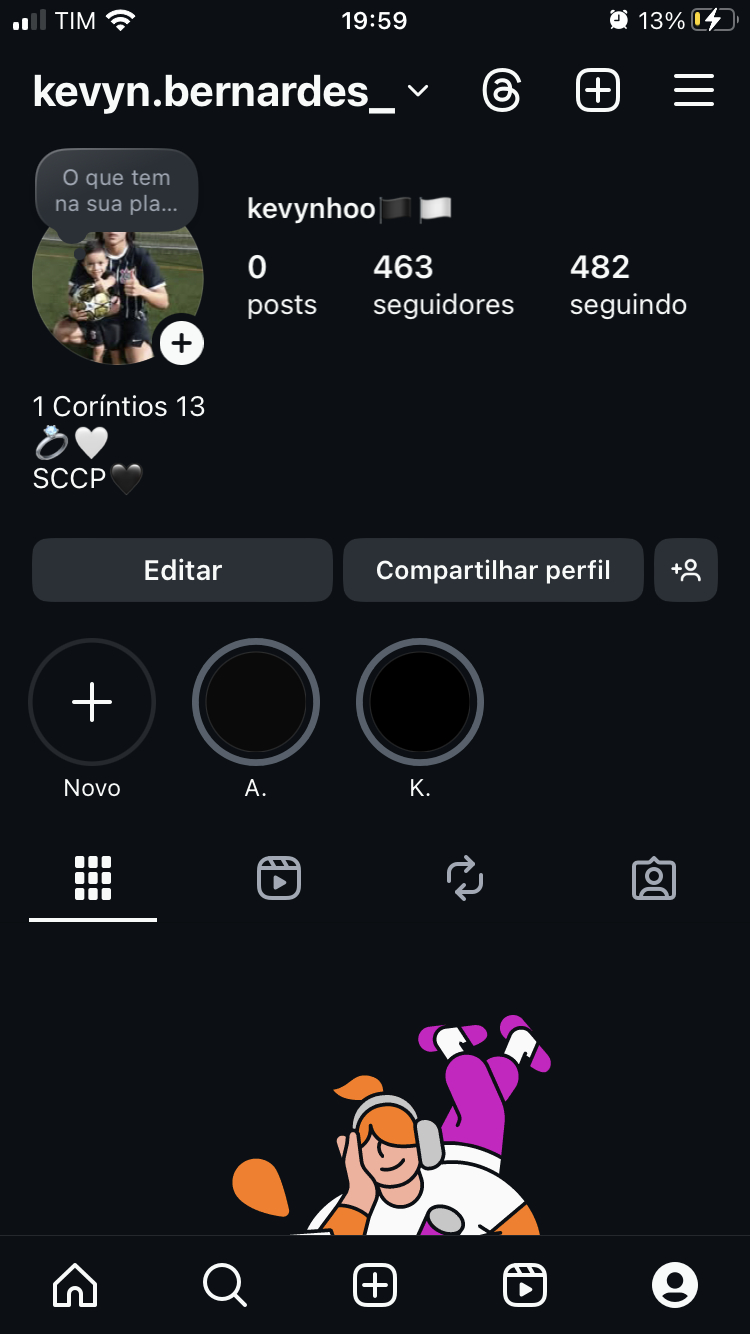 TIM 19:59 13%
kevyn.bernardes_
O que tem
na sua pla...
kevynhoo🏴🏳️
0 463 482
posts seguidores seguindo
1 Coríntios 13
💍🤍
SCCP🖤
Editar Compartilhar perfil
Novo A. K.